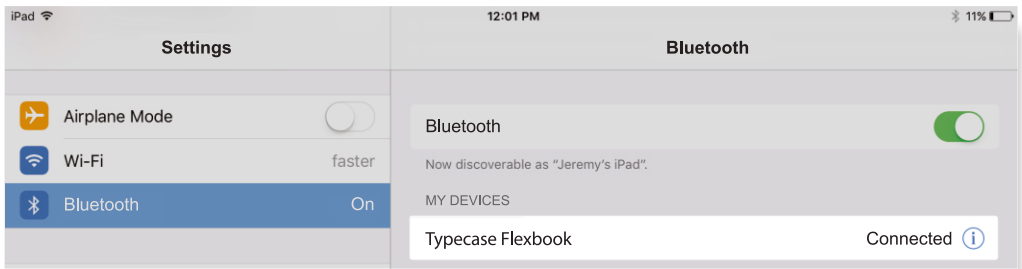 iPad 12:01 PM 11%
Settings
Bluetooth
Airplane Mode
Wi-Fi faster
Bluetooth On
Bluetooth
Now discoverable as “Jeremy’s iPad”.
MY DEVICES
Typecase Flexbook Connected i